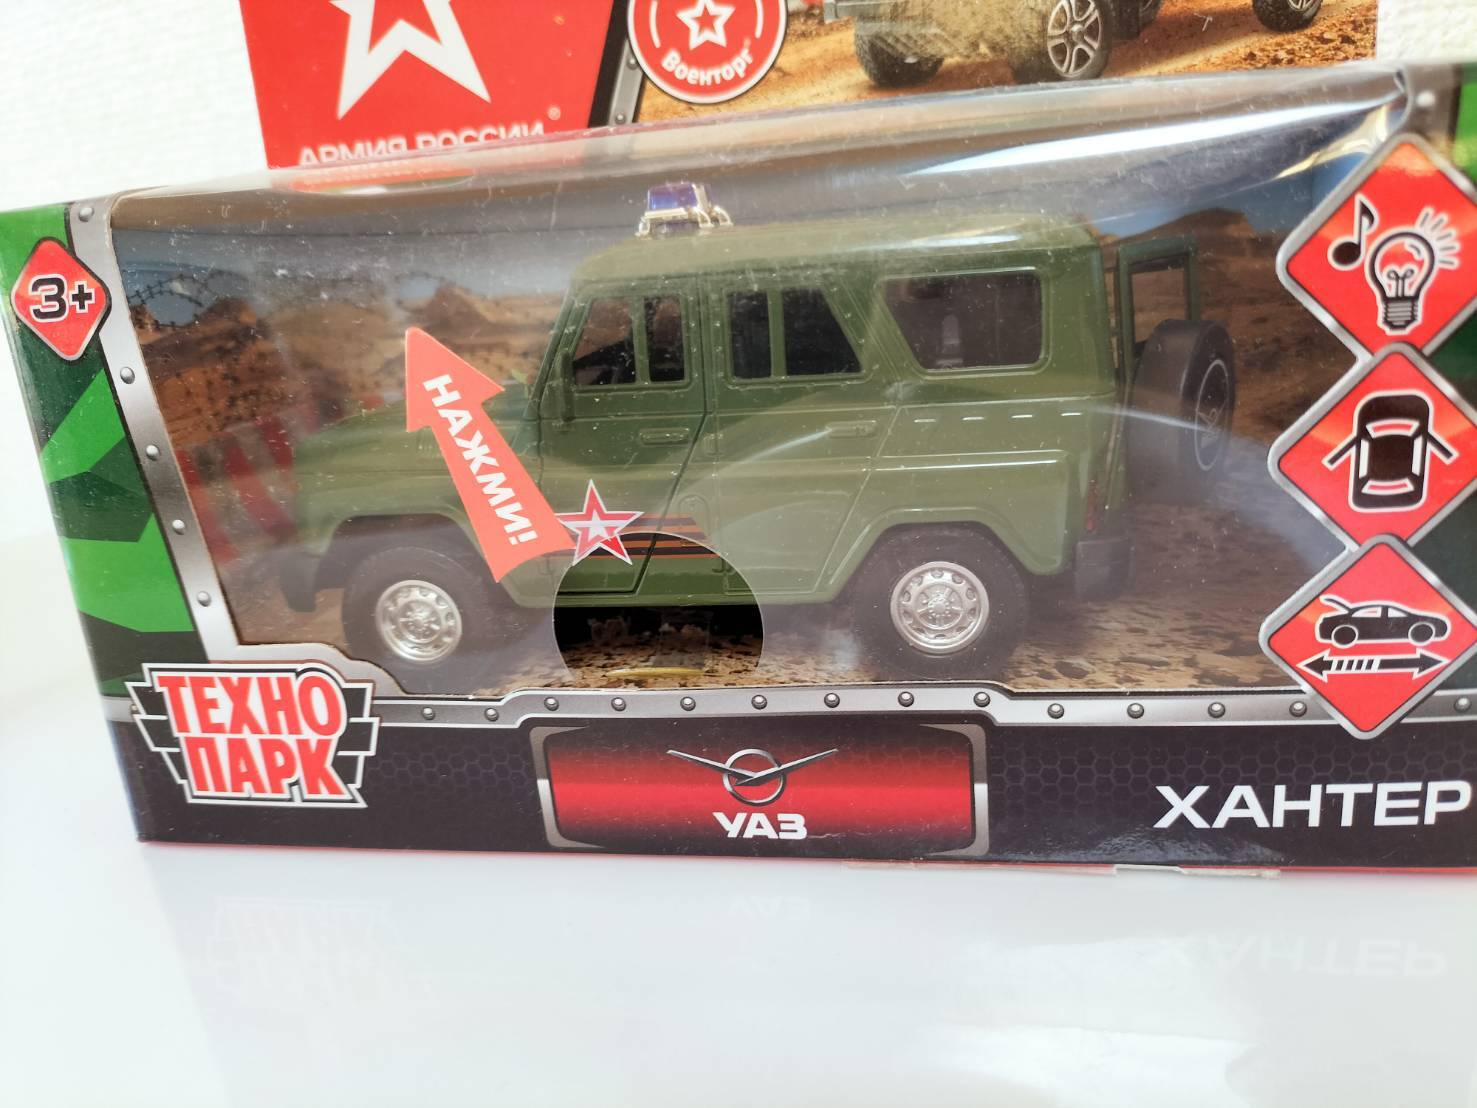 АРМИЯ РОССИИ
Военторг
3+
НАЖМИ!
ТЕХНО
ПАРК
УАЗ
ХАНТЕР